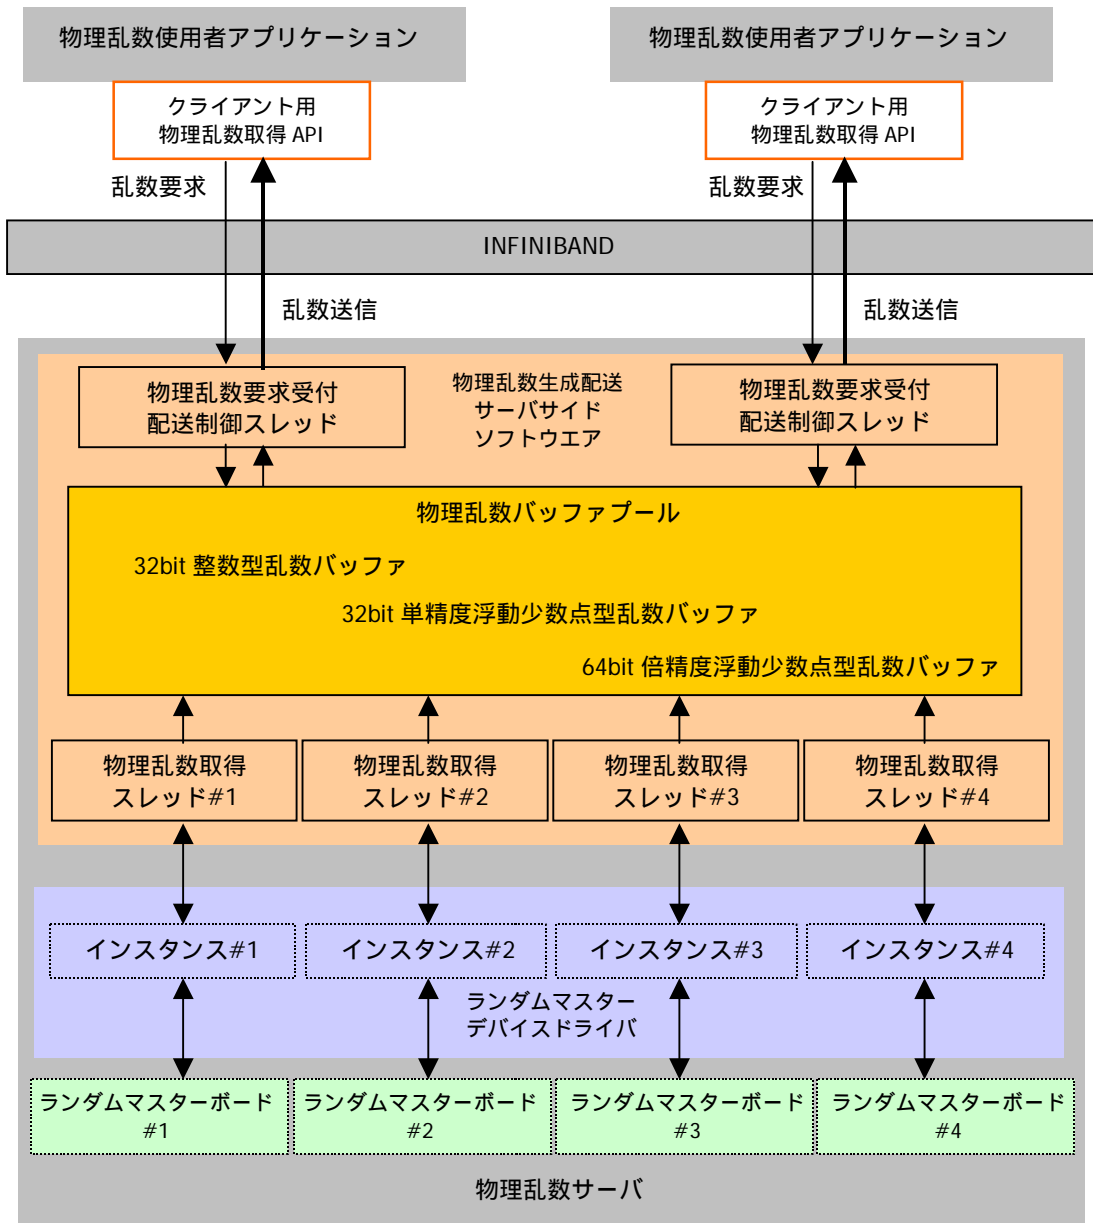 物理乱数使用者アプリケーション
物理乱数使用者アプリケーション
クライアント用
物理乱数取得 API
クライアント用
物理乱数取得 API
乱数要求
乱数要求
INFINIBAND
乱数送信
乱数送信
物理乱数要求受付
配送制御スレッド
物理乱数生成配送
サーバサイド
ソフトウエア
物理乱数要求受付
配送制御スレッド
物理乱数バッファプール
32bit 整数型乱数バッファ
32bit 単精度浮動少数点型乱数バッファ
64bit 倍精度浮動少数点型乱数バッファ
物理乱数取得
スレッド#1
物理乱数取得
スレッド#2
物理乱数取得
スレッド#3
物理乱数取得
スレッド#4
インスタンス#1
インスタンス#2
インスタンス#3
インスタンス#4
ランダムマスター
デバイスドライバ
ランダムマスターボード
#1
ランダムマスターボード
#2
ランダムマスターボード
#3
ランダムマスターボード
#4
物理乱数サーバ